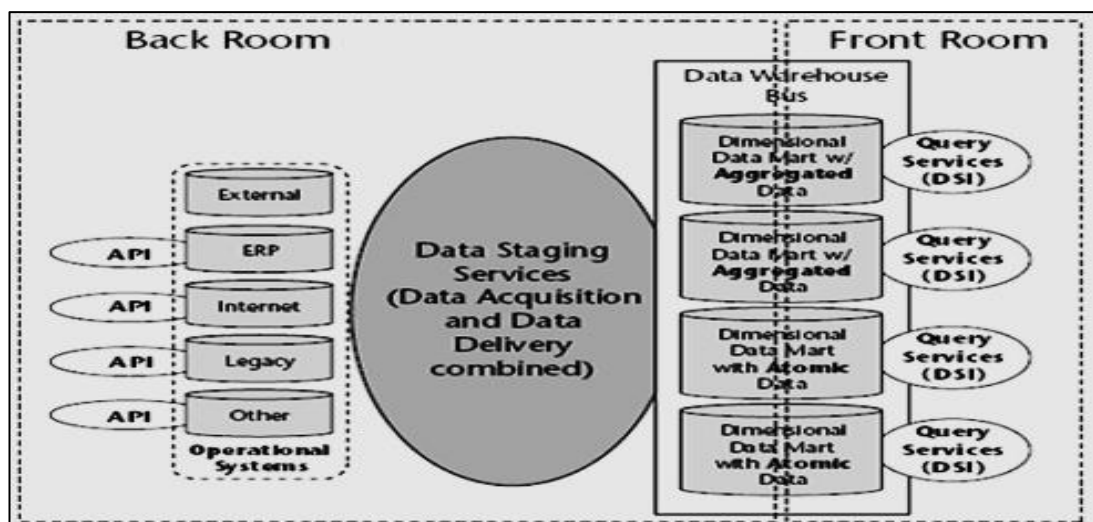 Back Room
Front Room
External
API
ERP
API
Internet
API
Legacy
API
Other
Operational
Systems
Data Staging
Services
(Data Acquisition
and Data
Delivery
combined)
Data Warehouse
Bus
Dimensional
Data Mart w/
Aggregated
Data
Query
Services
(DSI)
Dimensional
Data Mart w/
Aggregated
Data
Query
Services
(DSI)
Dimensional
Data Mart
with Atomic
Data
Query
Services
(DSI)
Dimensional
Data Mart
with Atomic
Data
Query
Services
(DSI)